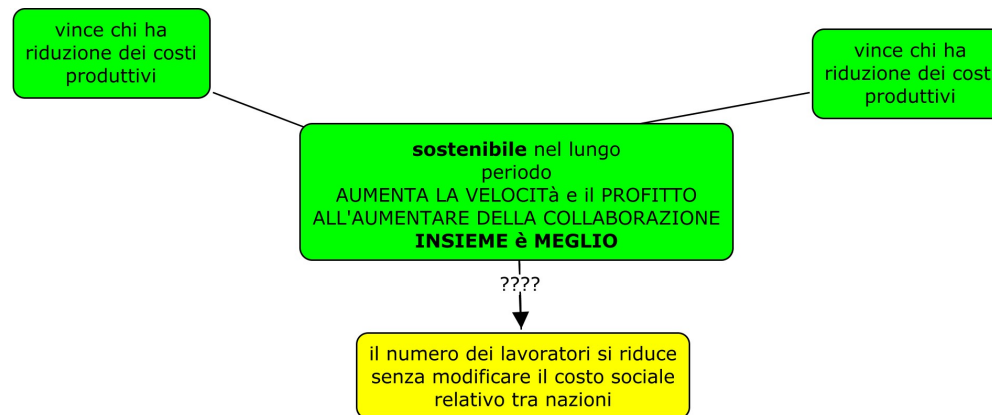 vince chi ha
riduzione dei costi
produttivi
vince chi ha
riduzione dei cost
produttivi
sostenibile nel lungo
periodo
AUMENTA LA VELOCITà e il PROFITTO
ALL'AUMENTARE DELLA COLLABORAZIONE
INSIEME è MEGLIO
????
il numero dei lavoratori si riduce
senza modificare il costo sociale
relativo tra nazioni